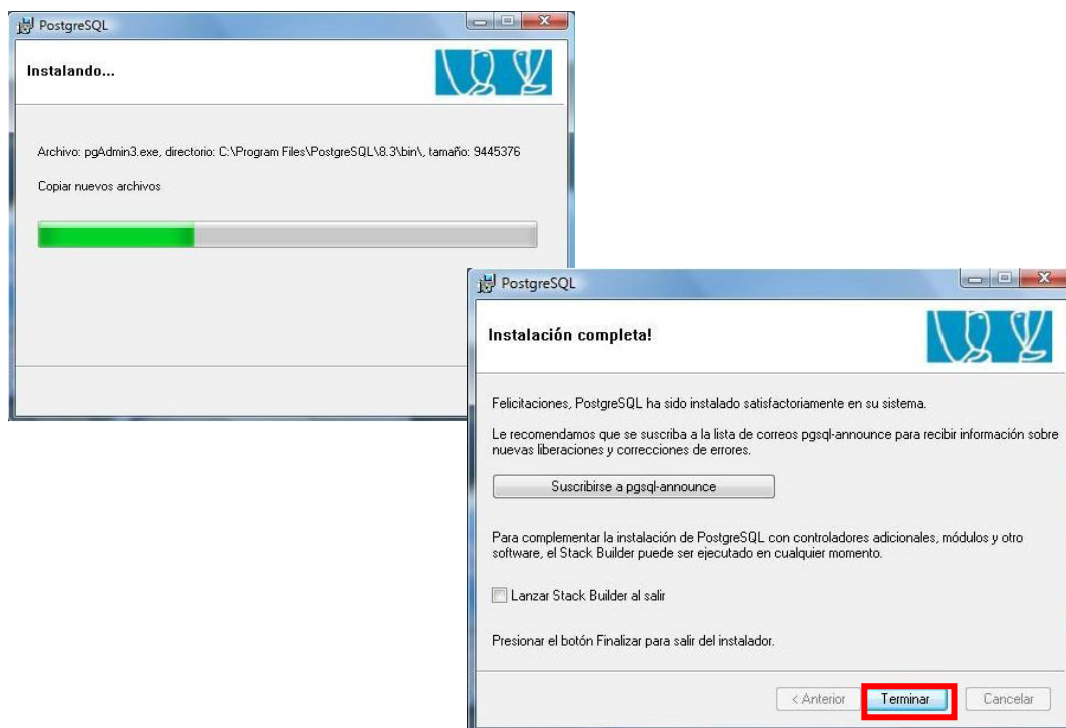 PostgreSQL
Instalando...
Archivo: pgAdmin3.exe, directorio: C:\Program Files\PostgreSQL\8.3\bin\, tamaño: 9445376
Copiar nuevos archivos
PostgreSQL
Instalación completa!
Felicitaciones, PostgreSQL ha sido instalado satisfactoriamente en su sistema.
Le recomendamos que se suscriba a la lista de correos pgsql-announce para recibir información sobre
nuevas liberaciones y correcciones de errores.
Suscribirse a pgsql-announce
Para complementar la instalación de PostgreSQL con controladores adicionales, módulos y otro
software, el Stack Builder puede ser ejecutado en cualquier momento.
Lanzar Stack Builder al salir
Presionar el botón Finalizar para salir del instalador.
< Anterior Terminar Cancelar